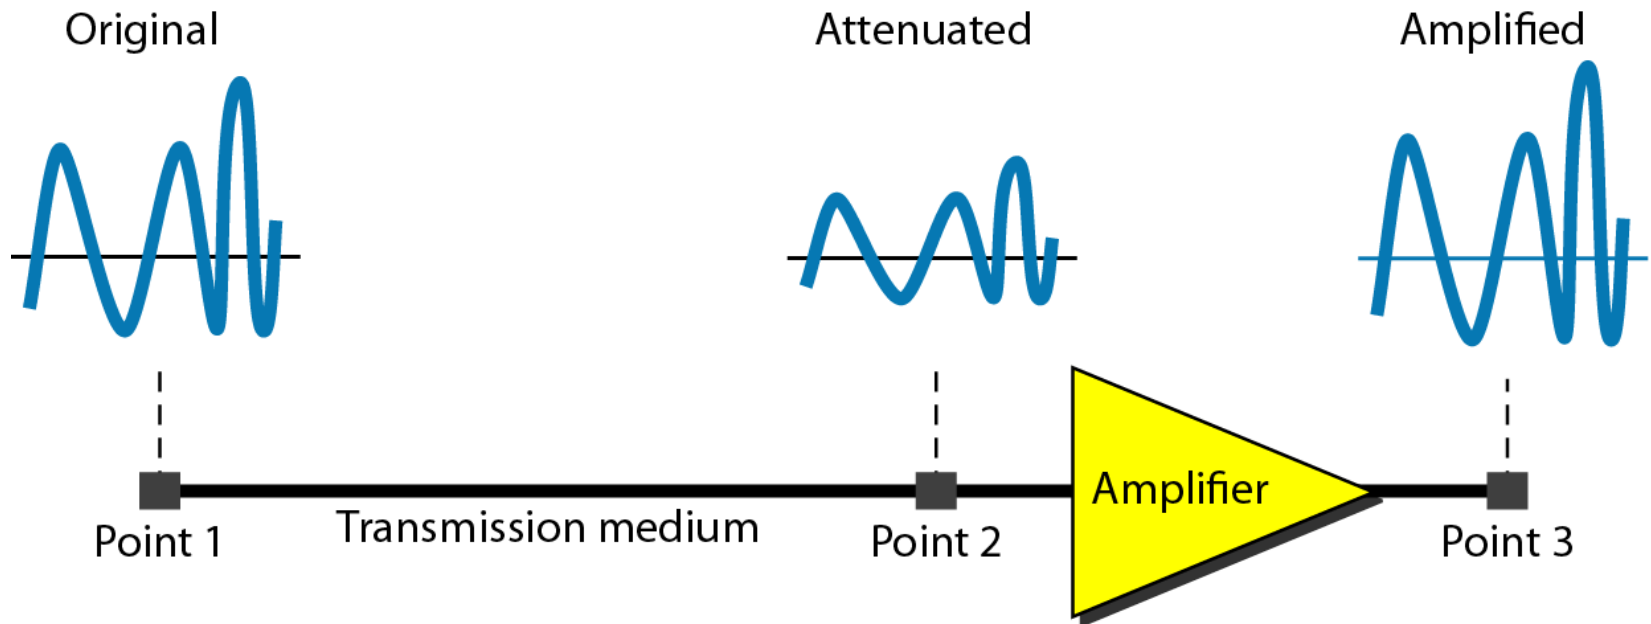 Original
Attenuated
Amplified
Amplifier
Transmission medium
Point 1
Point 2
Point 3